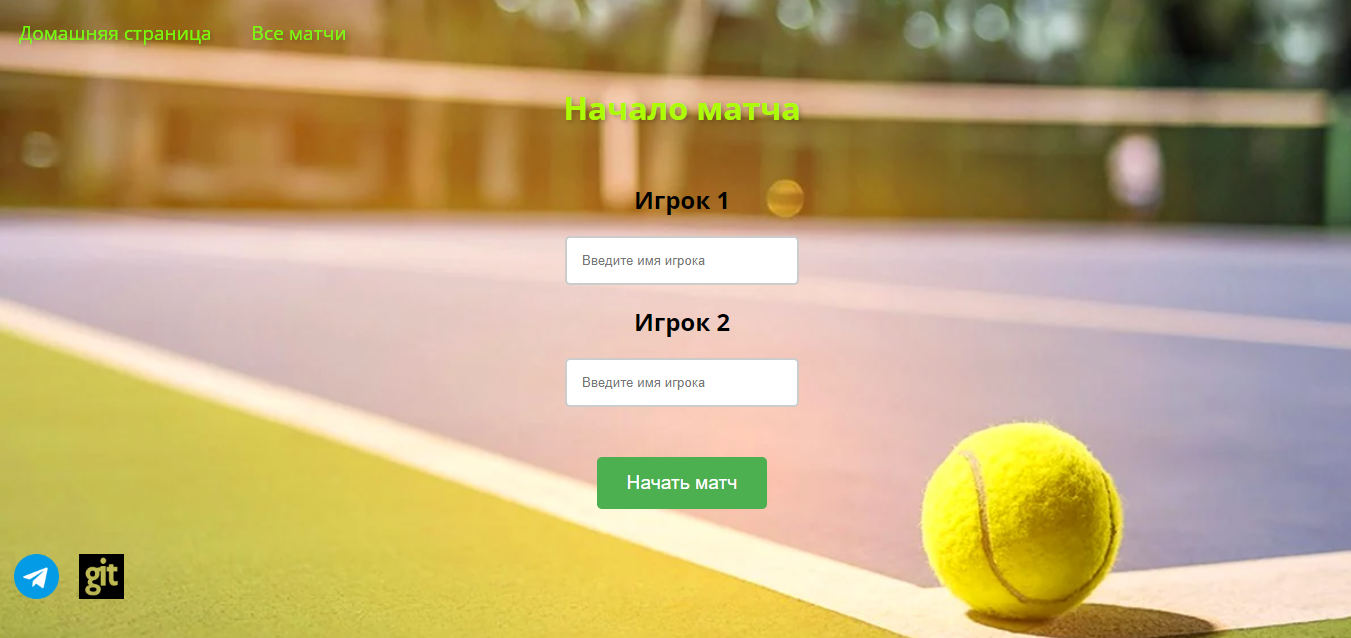 Домашняя страница Все матчи
Начало матча
Игрок 1
Введите имя игрока
Игрок 2
Введите имя игрока
Начать матч
git